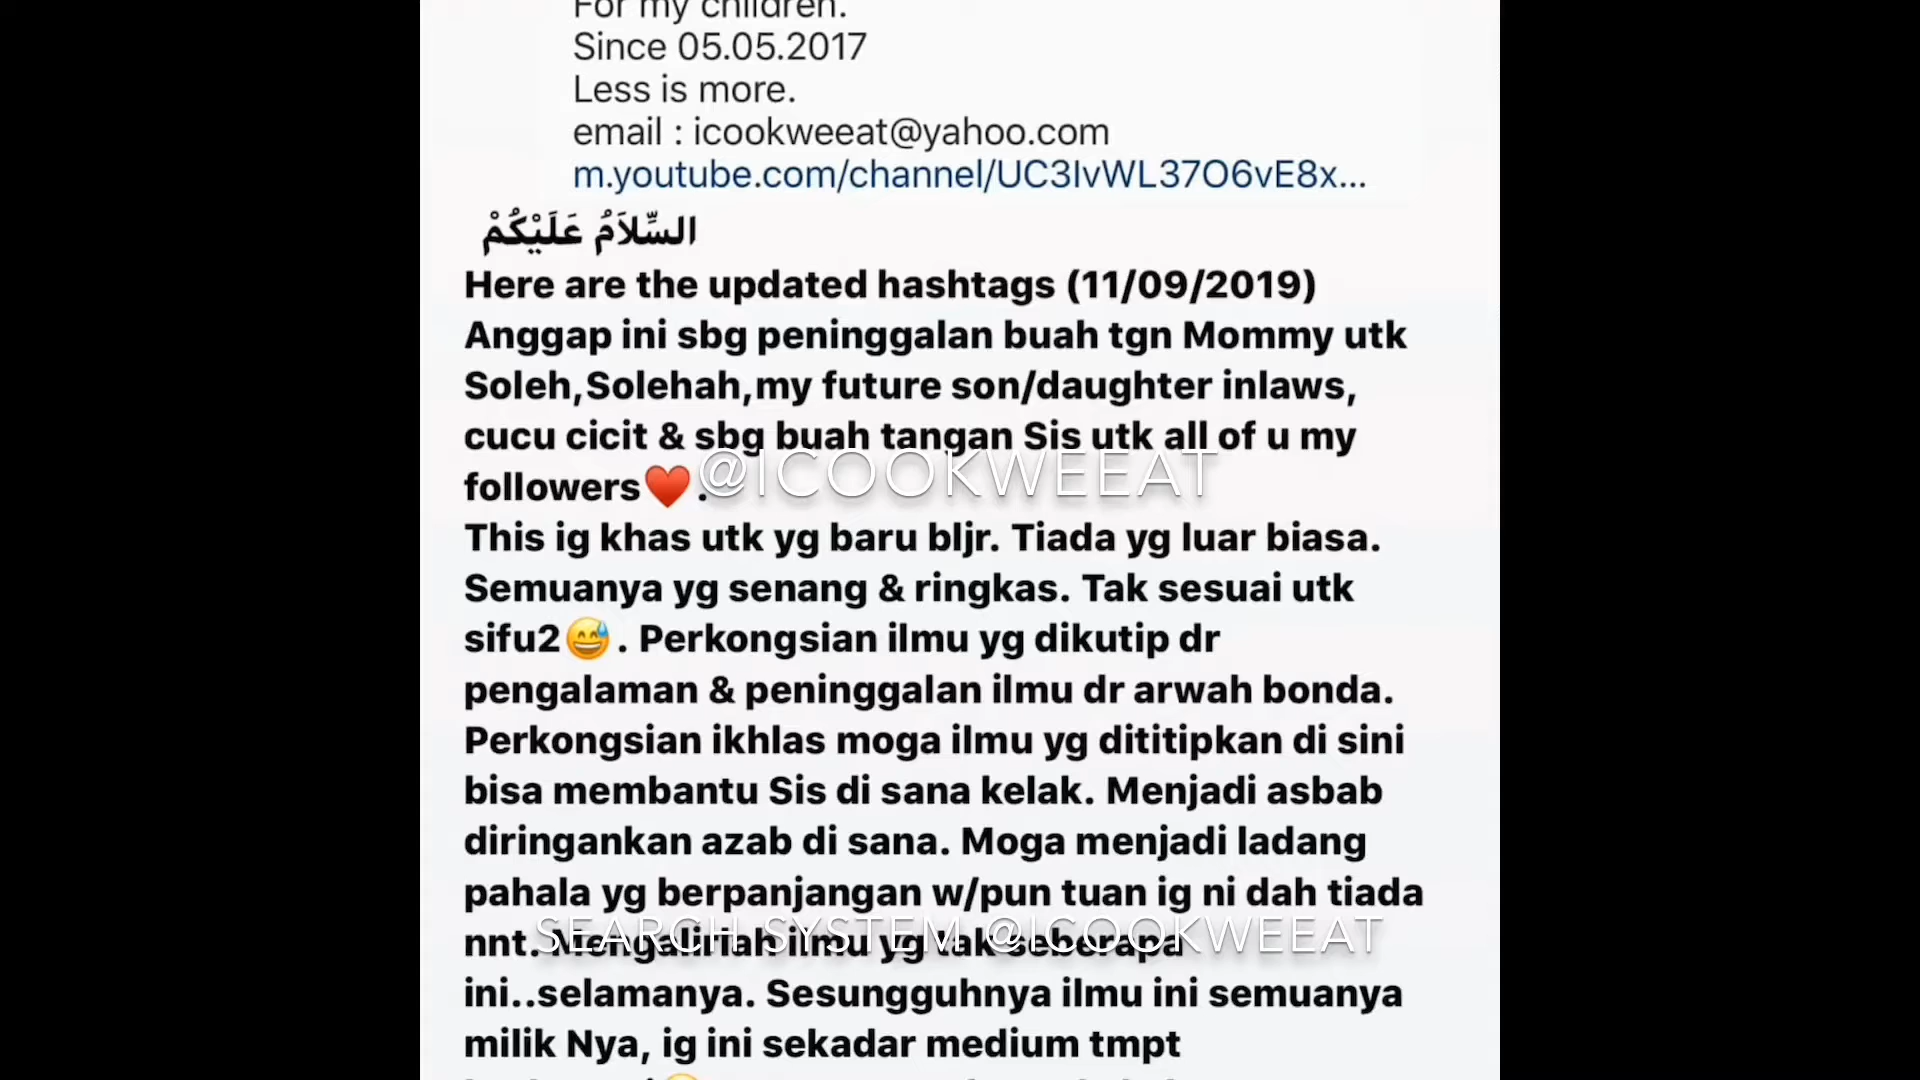 For my children.
Since 05.05.2017
Less is more.
email : icookweeat@yahoo.com
m.youtube.com/channel/UC3IvWL37O6vE8x...
السِّلاَمُ عَلَيْكُمْ
Here are the updated hashtags (11/09/2019)
Anggap ini sbg peninggalan buah tgn Mommy utk
Soleh,Solehah,my future son/daughter inlaws,
cucu cicit & sbg buah tangan Sis utk all of u my
followers❤️.
@ICOOKWEEAT
This ig khas utk yg baru bljr. Tiada yg luar biasa.
Semuanya yg senang & ringkas. Tak sesuai utk
sifu2😅. Perkongsian ilmu yg dikutip dr
pengalaman & peninggalan ilmu dr arwah bonda.
Perkongsian ikhlas moga ilmu yg dititipkan di sini
bisa membantu Sis di sana kelak. Menjadi asbab
diringankan azab di sana. Moga menjadi ladang
pahala yg berpanjangan w/pun tuan ig ni dah tiada
nnt. Mengalirlah ilmu yg tak seberapa
SEARCH SYSTEM @ICOOKWEEAT
ini..selamanya. Sesungguhnya ilmu ini semuanya
milik Nya, ig ini sekadar medium tmpt